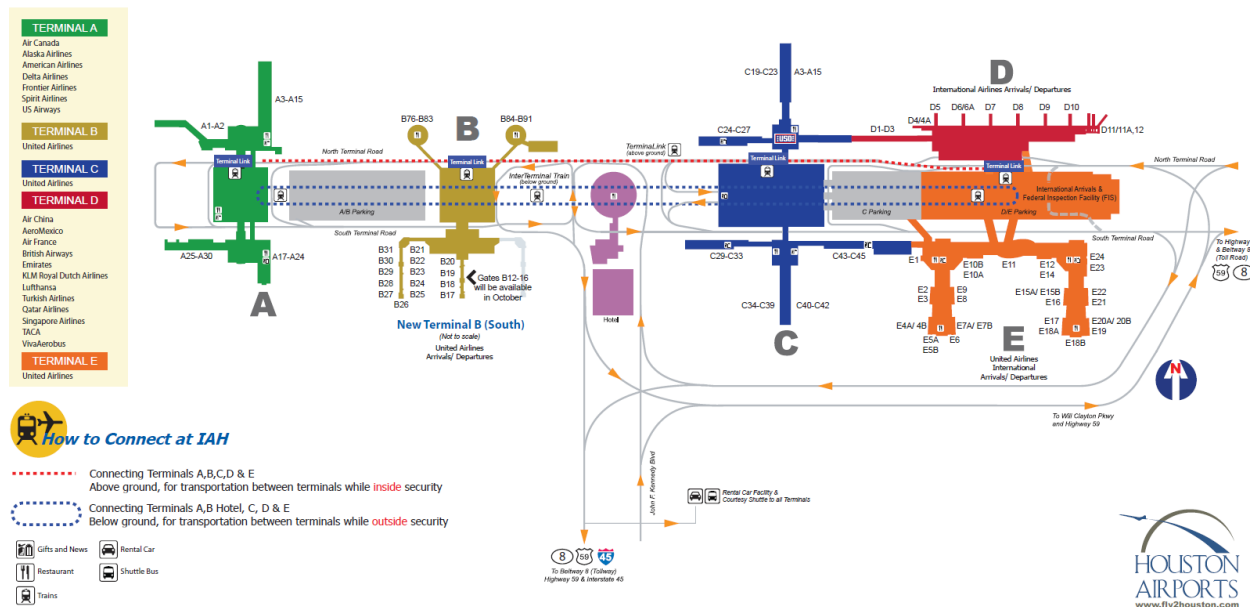 TERMINAL A
Air Canada
Alaska Airlines
American Airlines
Delta Airlines
Frontier Airlines
Spirit Airlines
US Airways
TERMINAL B
United Airlines
TERMINAL C
United Airlines
TERMINAL D
Air China
AeroMexico
Air France
British Airways
Emirates
KLM Royal Dutch Airlines
Lufthansa
Turkish Airlines
Qatar Airlines
Singapore Airlines
TACA
VivaAerobus
TERMINAL E
United Airlines
A1-A2
A3-A15
Terminal Link
A25-A30
A17-A24
A
North Terminal Road
A/B Parking
South Terminal Road
B76-B83
B
B84-B91
Terminal Link
InterTerminal Train
(below ground)
B31
B30
B29
B28
B27
B26
B21
B22
B23
B24
B25
B20
B19
B18
B17
Gates B12-16
will be available
in October
New Terminal B (South)
(Not to scale)
United Airlines
Arrivals/ Departures
Hotel
TerminaLink
(above ground)
C19-C23
A3-A15
C24-C27
Terminal Link
C29-C33
C43-C45
C34-C39
C40-C42
C
C Parking
D
International Airlines Arrivals/ Departures
D1-D3
D4/4A
D5
D6/6A
D7
D8
D9
D10
D11/11A,12
Terminal Link
North Terminal Road
International Arrivals &
Federal Inspection Facility (FIS)
D/E Parking
South Terminal Road
To Highway
& Beltway 8
(Toll Road)
59
8
E1
E10B
E10A
E11
E12
E14
E24
E23
E2
E3
E9
E8
E15A/ E15B
E16
E22
E21
E4A/ 4B
E7A/ E7B
E5A
E5B
E6
E17
E18A
E20A/ 20B
E19
E18B
E
United Airlines
International
Arrivals/ Departures
N
To Will Clayton Pkwy
and Highway 59
John F. Kennedy Blvd
Rental Car Facility &
Courtesy Shuttle to all Terminals
8
59
45
To Beltway 8 (Tollway)
Highway 59 & Interstate 45
How to Connect at IAH
Connecting Terminals A,B,C,D & E
Above ground, for transportation between terminals while inside security
Connecting Terminals A,B Hotel, C, D & E
Below ground, for transportation between terminals while outside security
Gifts and News
Rental Car
Restaurant
Shuttle Bus
Trains
HOUSTON
AIRPORTS
www.fly2houston.com